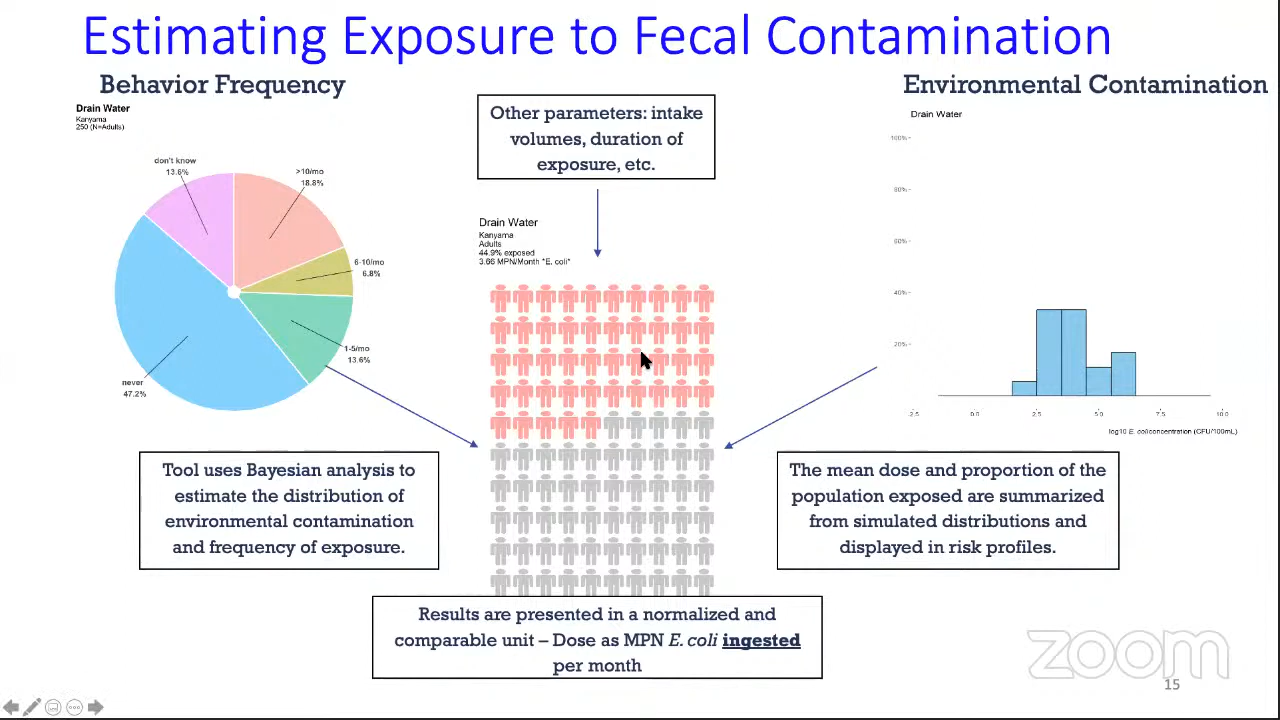 Estimating Exposure to Fecal Contamination
Behavior Frequency
Drain Water
Kanyama
250 (N=Adults)
don't know
13.6%
>10/mo
18.8%
6-10/mo
6.8%
1-5/mo
13.6%
never
47.2%
Other parameters: intake
volumes, duration of
exposure, etc.
Drain Water
Kanyama
Adults
44.9% exposed
3.66 MPN/Month *E. coli*
Environmental Contamination
Drain Water
100%
80%
60%
40%
20%
-2.5
0.0
2.5
5.0
7.5
10.0
log10 E. coli concentration (CFU/100mL)
Tool uses Bayesian analysis to
estimate the distribution of
environmental contamination
and frequency of exposure.
The mean dose and proportion of the
population exposed are summarized
from simulated distributions and
displayed in risk profiles.
Results are presented in a normalized and
comparable unit – Dose as MPN E. coli ingested
per month
zoom
15